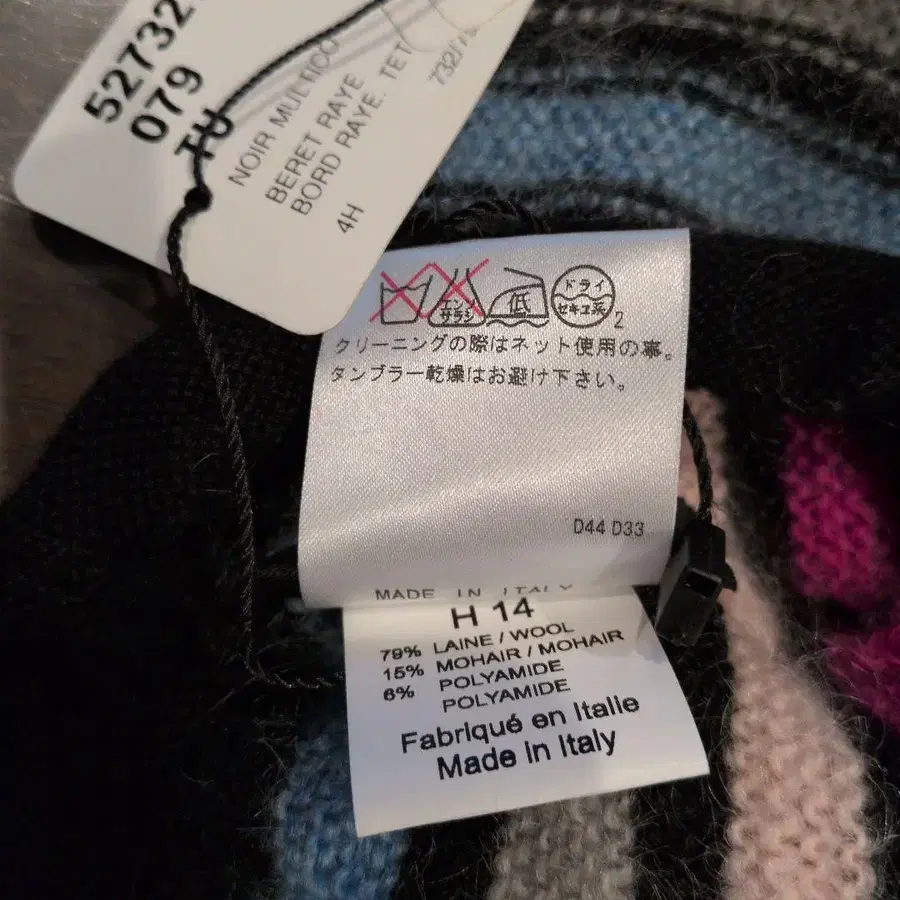 52732
079
TU
NOIR MULTICO
BERET RAYE
BORD RAYE. TET
732/7
4H
エンソ
サラシ
低
ドライ
セキユ系
2
クリーニングの際はネット使用の事。
タンブラー乾燥はお避け下さい。
D44 D33
MADE IN ITALY
H 14
79% LAINE / WOOL
15% MOHAIR / MOHAIR
6% POLYAMIDE
POLYAMIDE
Fabriqué en Italie
Made in Italy